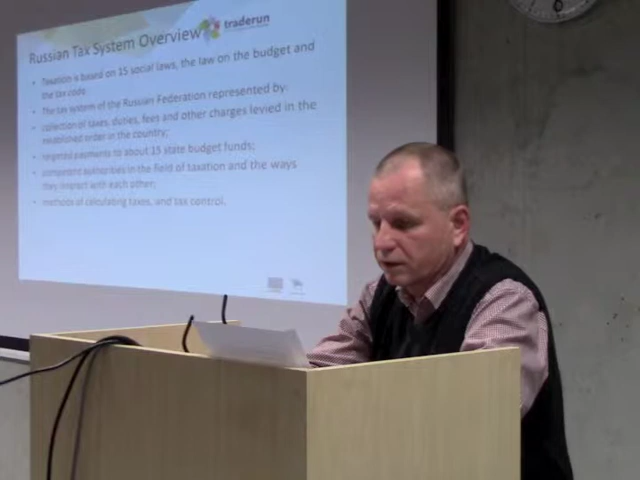 traderun
Russian Tax System Overview
• Taxation is based on 15 social laws, the law on the budget and
the tax code.
• The tax system of the Russian Federation represented by:
• collection of taxes, duties, fees and other charges levied in the
established order in the country;
• targeted payments to about 15 state budget funds;
• competent authorities in the field of taxation and the ways
they interact with each other;
• methods of calculating taxes, and tax control.